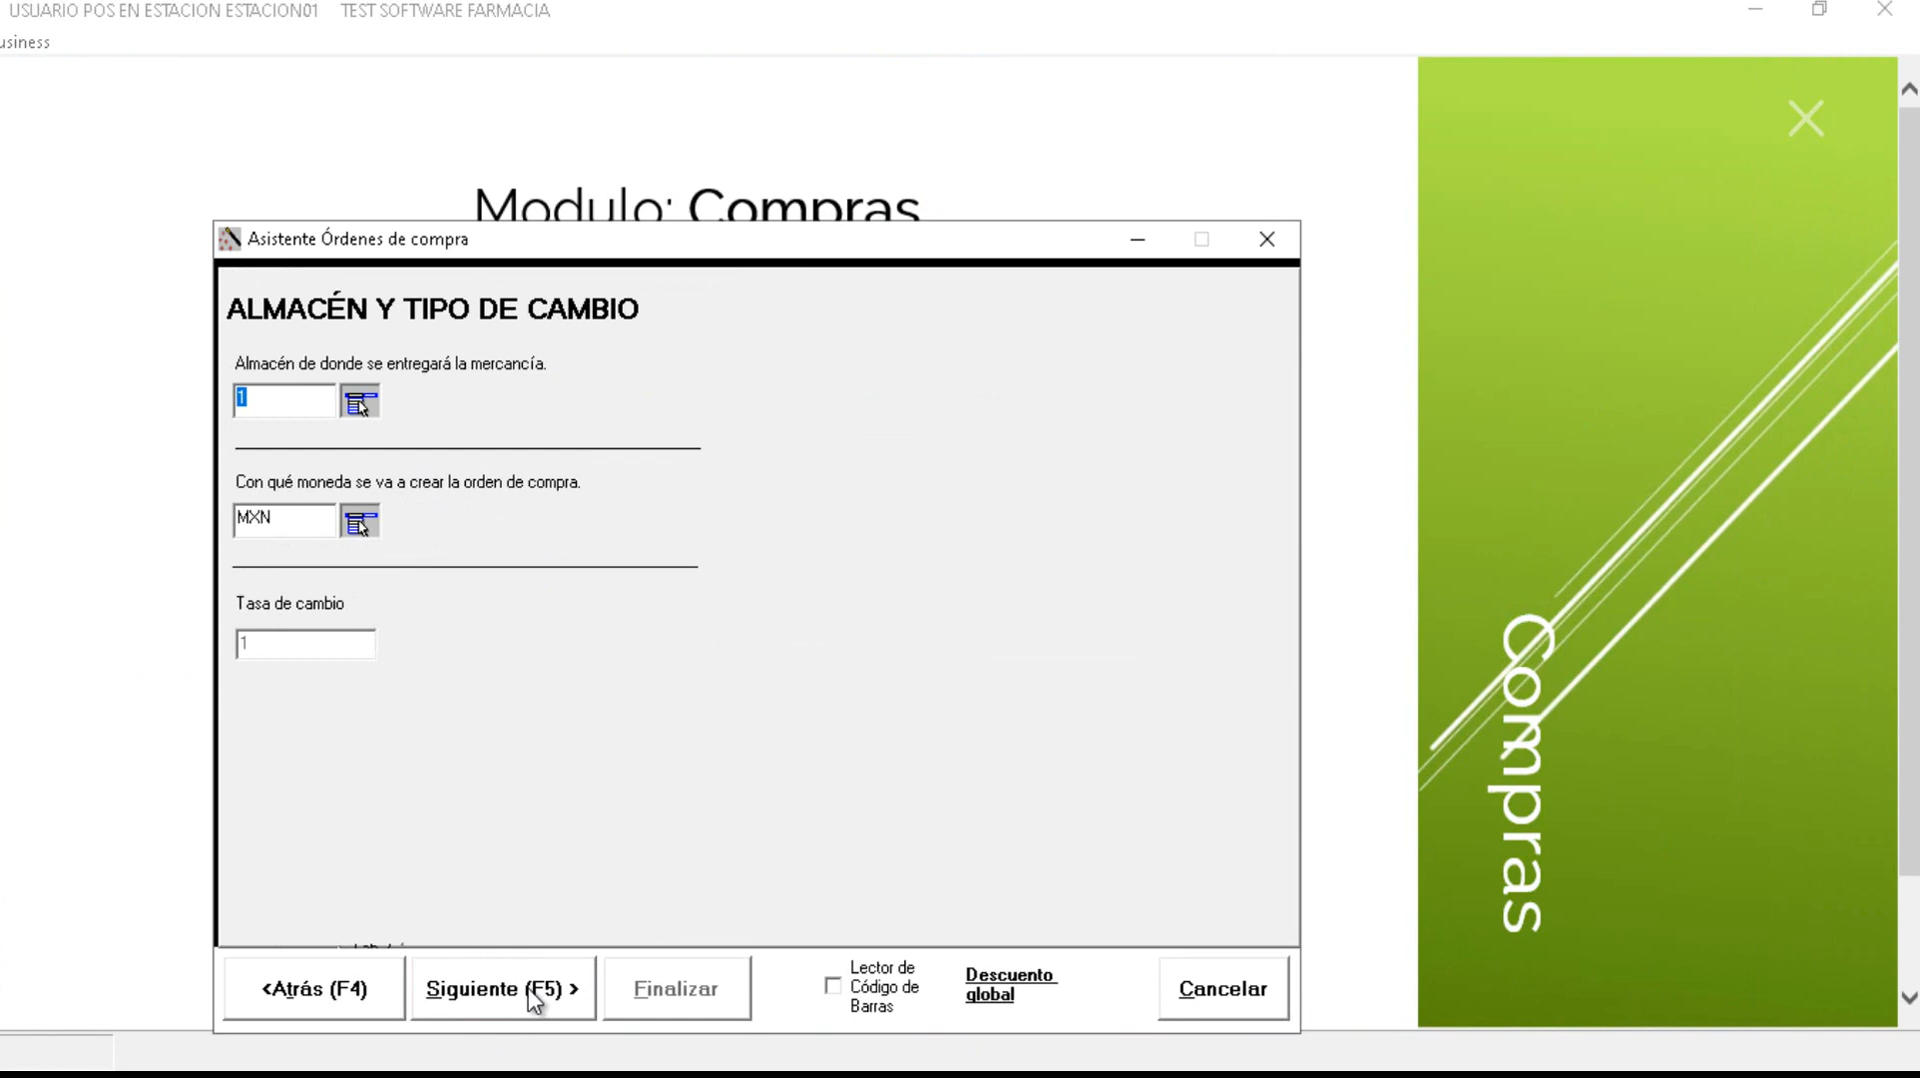 USUARIO POS EN ESTACION ESTACION01 TEST SOFTWARE FARMACIA
usiness
Modulo: Compras
Asistente Órdenes de compra
ALMACÉN Y TIPO DE CAMBIO
Almacén de donde se entregará la mercancía.
1
Con qué moneda se va a crear la orden de compra.
MXN
Tasa de cambio
1
<Atrás (F4)
Siguiente (F5) >
Finalizar
Lector de
Código de
Barras
Descuento
global
Cancelar
Compras